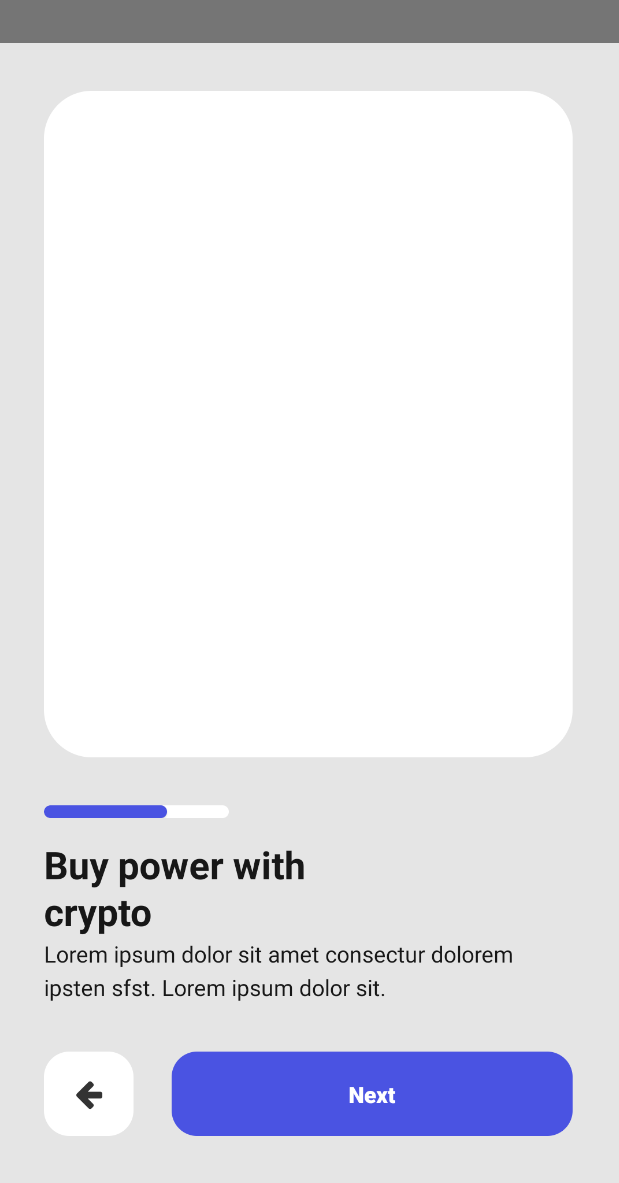 Buy power with
crypto
Lorem ipsum dolor sit amet consectur dolorem
ipsten sfst. Lorem ipsum dolor sit.
Next